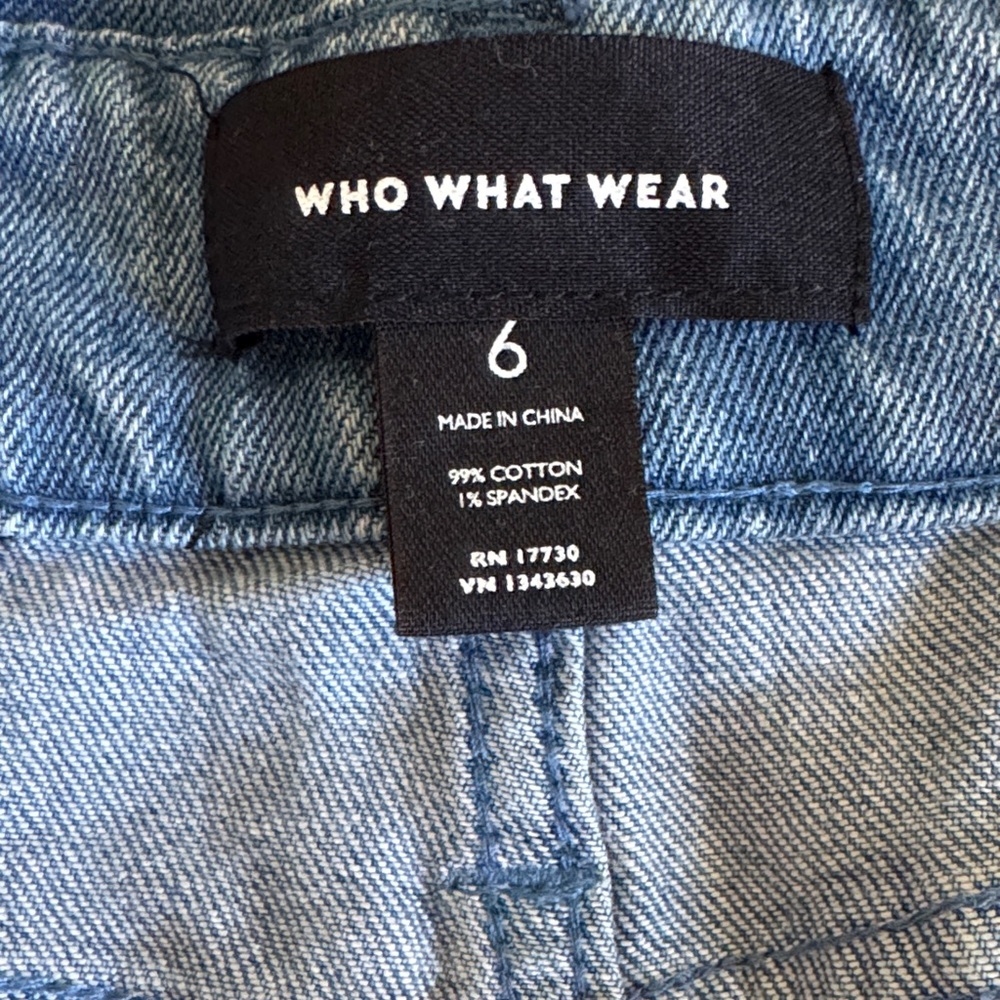 WHO WHAT WEAR
6
MADE IN CHINA
99% COTTON
1% SPANDEX
RN 17730
VN 1343630